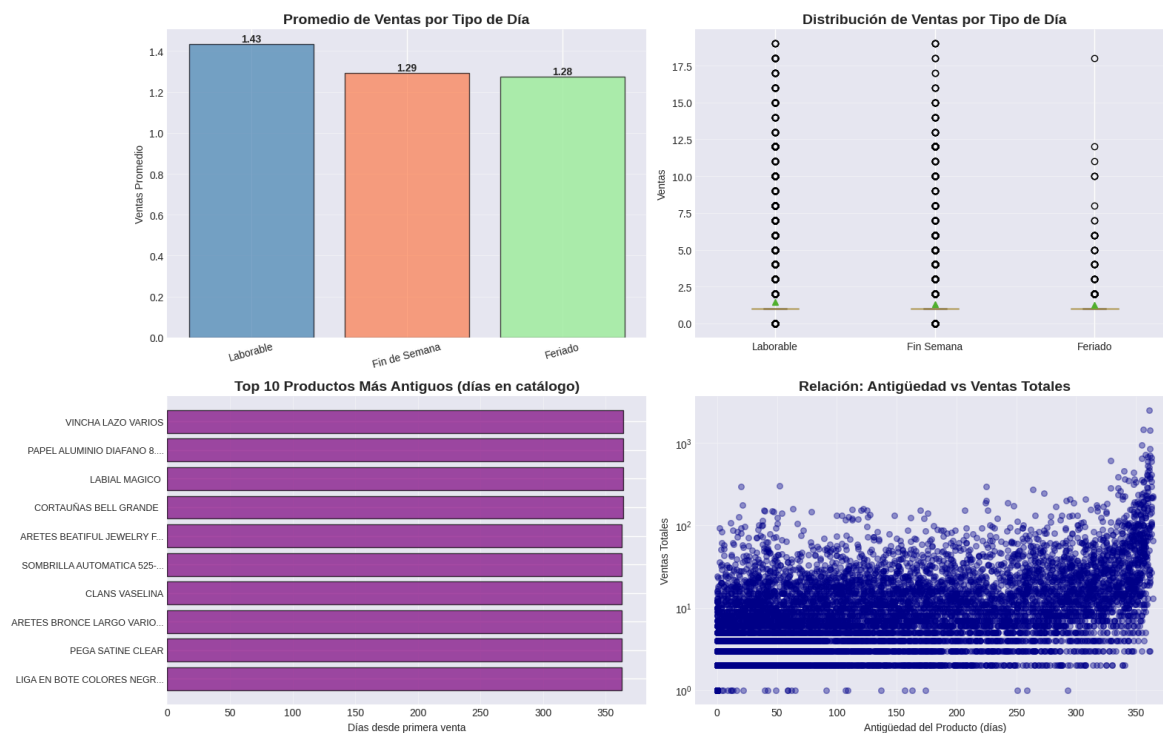 Promedio de Ventas por Tipo de Día
Ventas Promedio
1.4
1.2
1.0
0.8
0.6
0.4
0.2
0.0
1.43
1.29
1.28
Laborable
Fin de Semana
Feriado
Distribución de Ventas por Tipo de Día
Ventas
17.5
15.0
12.5
10.0
7.5
5.0
2.5
0.0
Laborable
Fin Semana
Feriado
Top 10 Productos Más Antiguos (días en catálogo)
VINCHA LAZO VARIOS
PAPEL ALUMINIO DIAFANO 8....
LABIAL MAGICO
CORTAUÑAS BELL GRANDE
ARETES BEATIFUL JEWELRY F...
SOMBRILLA AUTOMATICA 525-...
CLANS VASELINA
ARETES BRONCE LARGO VARIO...
PEGA SATINE CLEAR
LIGA EN BOTE COLORES NEGR...
0 50 100 150 200 250 300 350
Días desde primera venta
Relación: Antigüedad vs Ventas Totales
Ventas Totales
10³
10²
10¹
10⁰
0 50 100 150 200 250 300 350
Antigüedad del Producto (días)